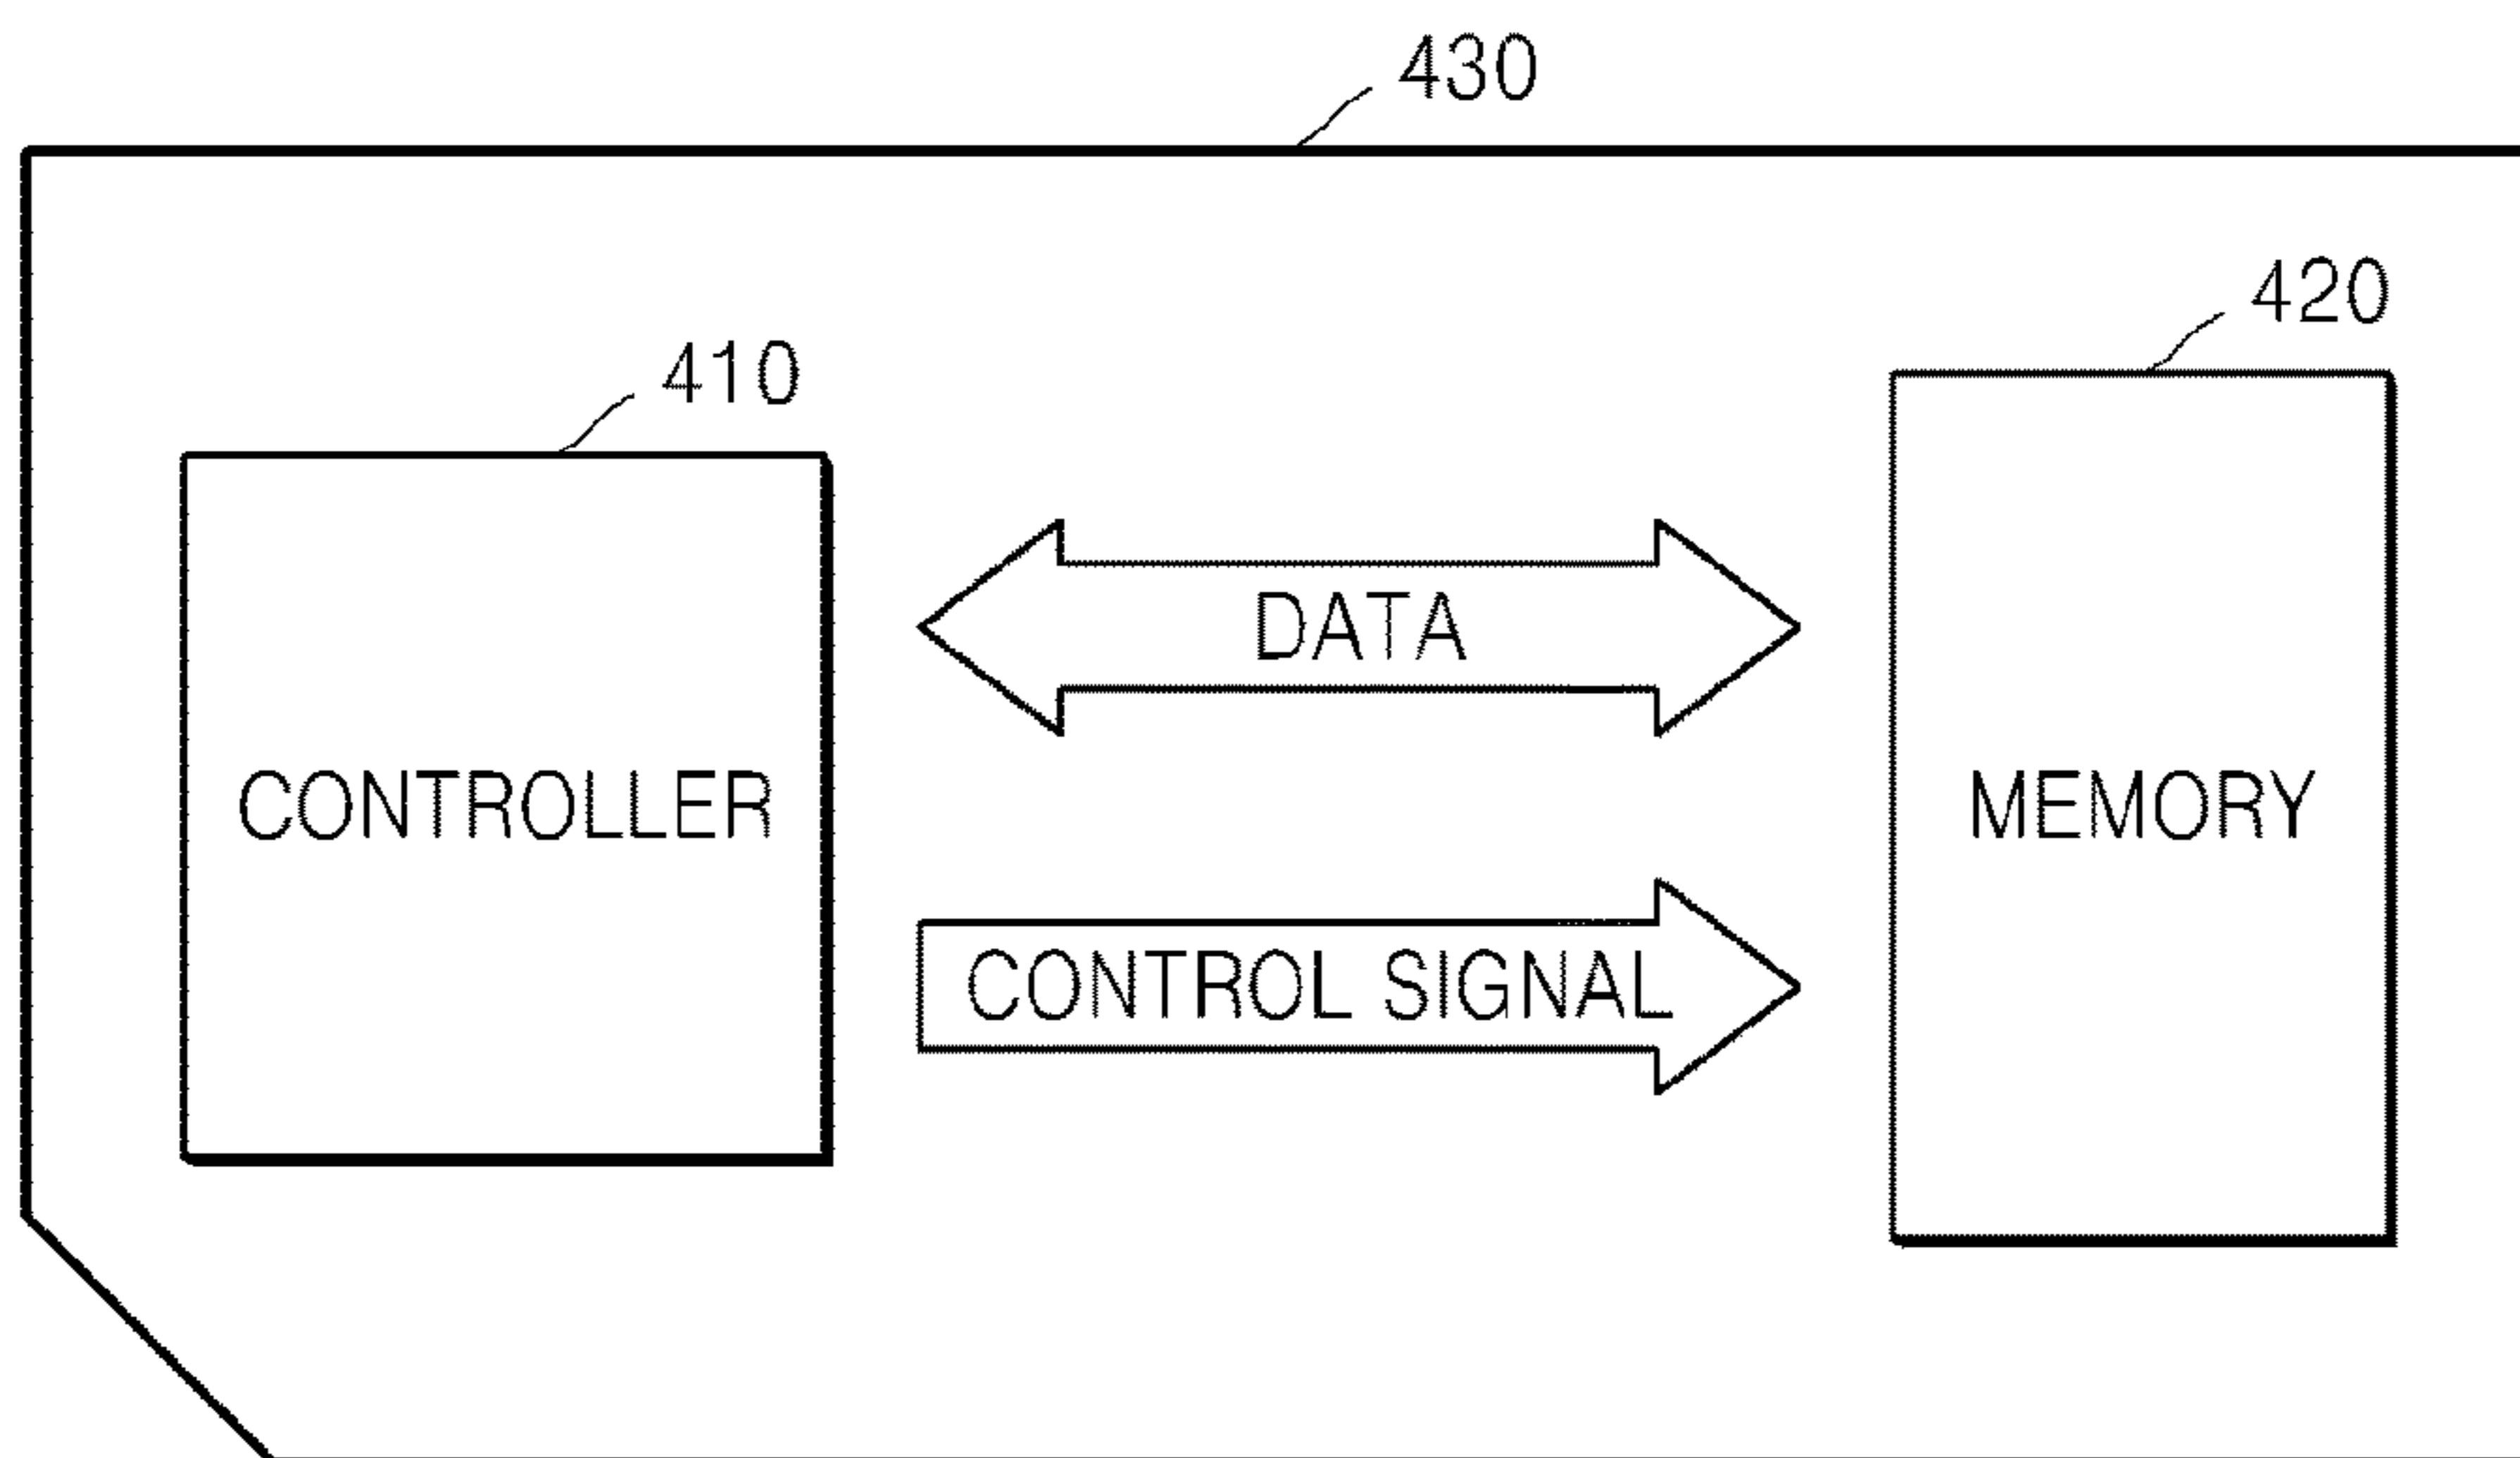 430
420
410
DATA
CONTROLLER
MEMORY
CONTROL SIGNAL